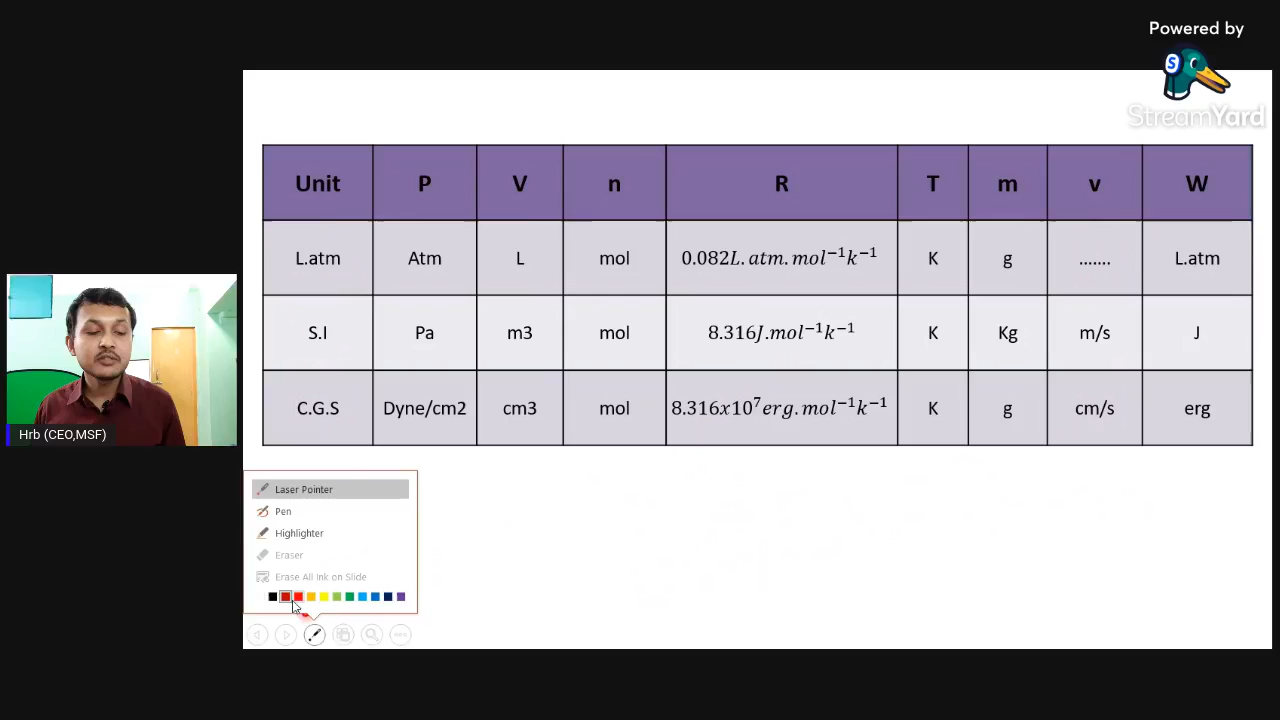 Powered by
StreamYard
Unit P V n R T m v W
L.atm Atm L mol 0.082L.atm.mol⁻¹k⁻¹ K g ....... L.atm
S.I Pa m3 mol 8.316J.mol⁻¹k⁻¹ K Kg m/s J
C.G.S Dyne/cm2 cm3 mol 8.316x10⁷erg.mol⁻¹k⁻¹ K g cm/s erg
Hrb (CEO,MSF)
Laser Pointer
Pen
Highlighter
Eraser
Erase All Ink on Slide